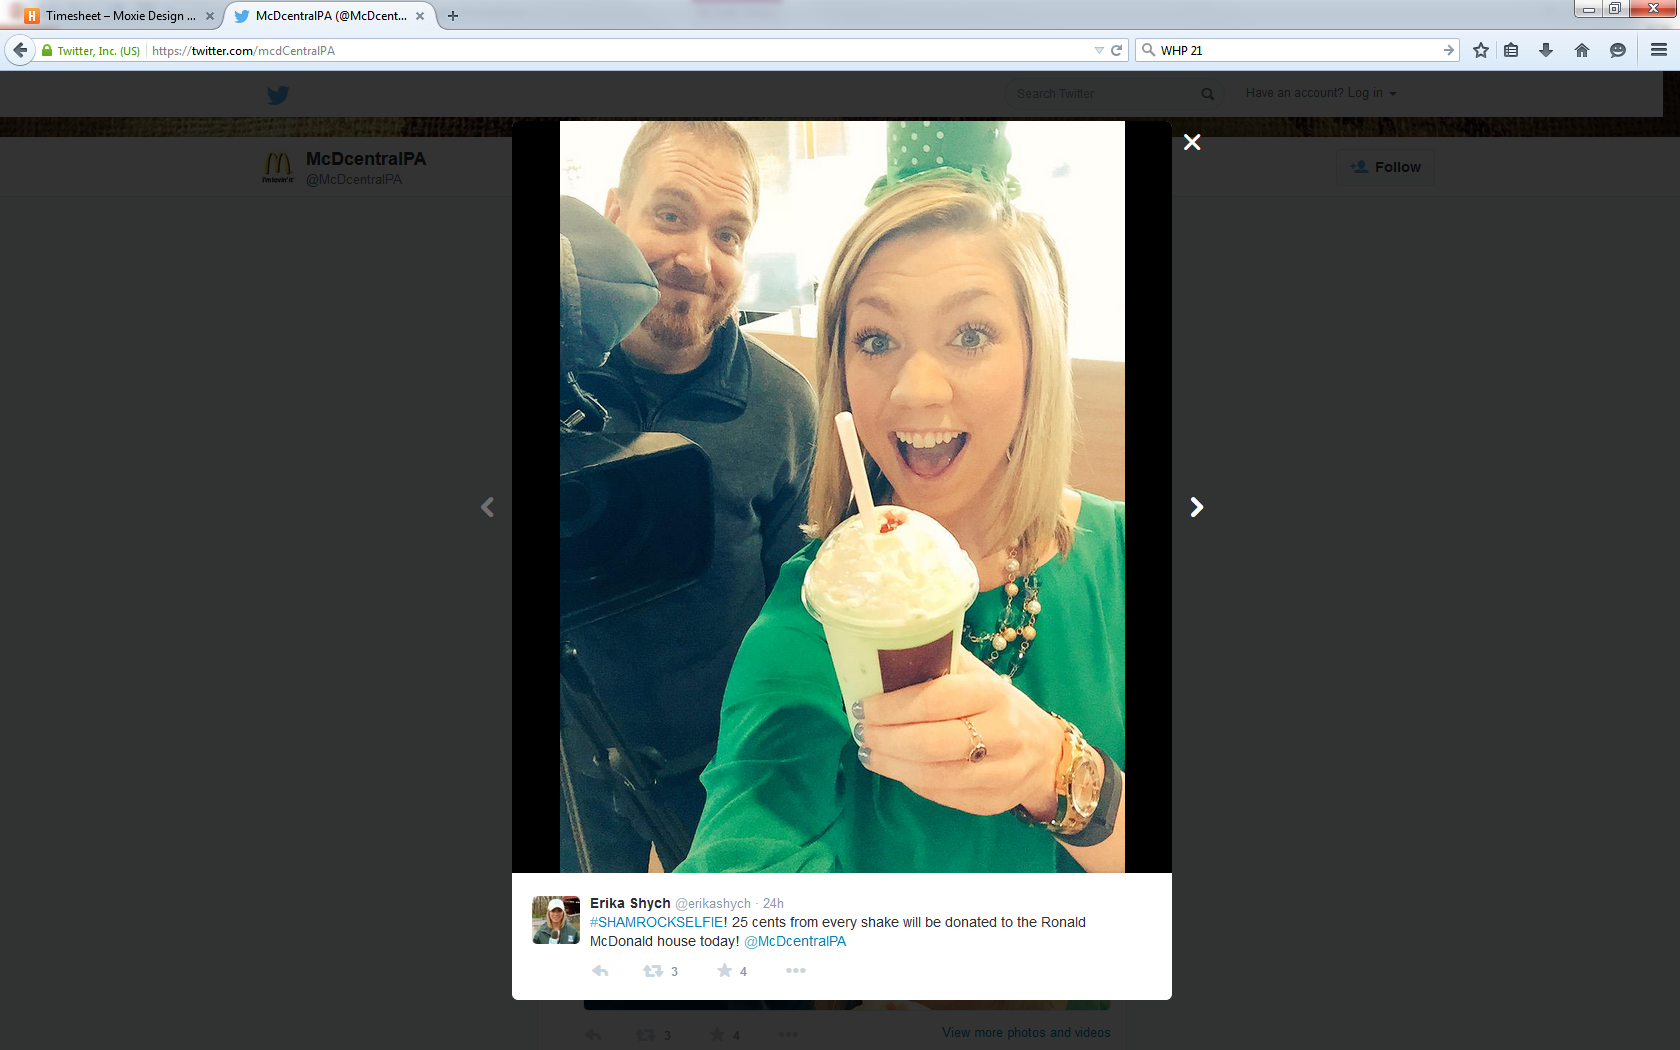 Timesheet – Moxie Design ...
McDcentralPA (@McDcent...
Twitter, Inc. (US)
https://twitter.com/mcdCentralPA
WHP 21
Search Twitter
Have an account? Log in
McDcentralPA
@McDcentralPA
i'm lovin' it
Follow
Erika Shych @erikashych · 24h
#SHAMROCKSELFIE! 25 cents from every shake will be donated to the Ronald
McDonald house today! @McDcentralPA
3
4
3
4
View more photos and videos